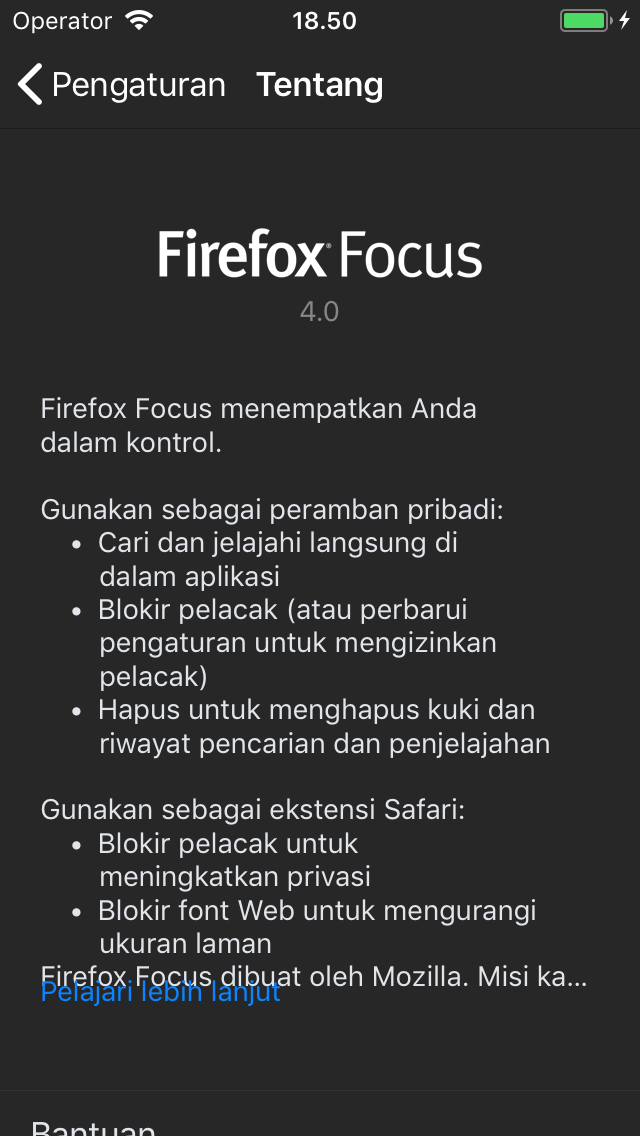 Operator 18.50
Pengaturan Tentang
Firefox Focus
4.0
Firefox Focus menempatkan Anda
dalam kontrol.
Gunakan sebagai peramban pribadi:
• Cari dan jelajahi langsung di
dalam aplikasi
• Blokir pelacak (atau perbarui
pengaturan untuk mengizinkan
pelacak)
• Hapus untuk menghapus kuki dan
riwayat pencarian dan penjelajahan
Gunakan sebagai ekstensi Safari:
• Blokir pelacak untuk
meningkatkan privasi
• Blokir font Web untuk mengurangi
ukuran laman
Firefox Focus dibuat oleh Mozilla. Misi ka...
Pelajari lebih lanjut
Bantuan